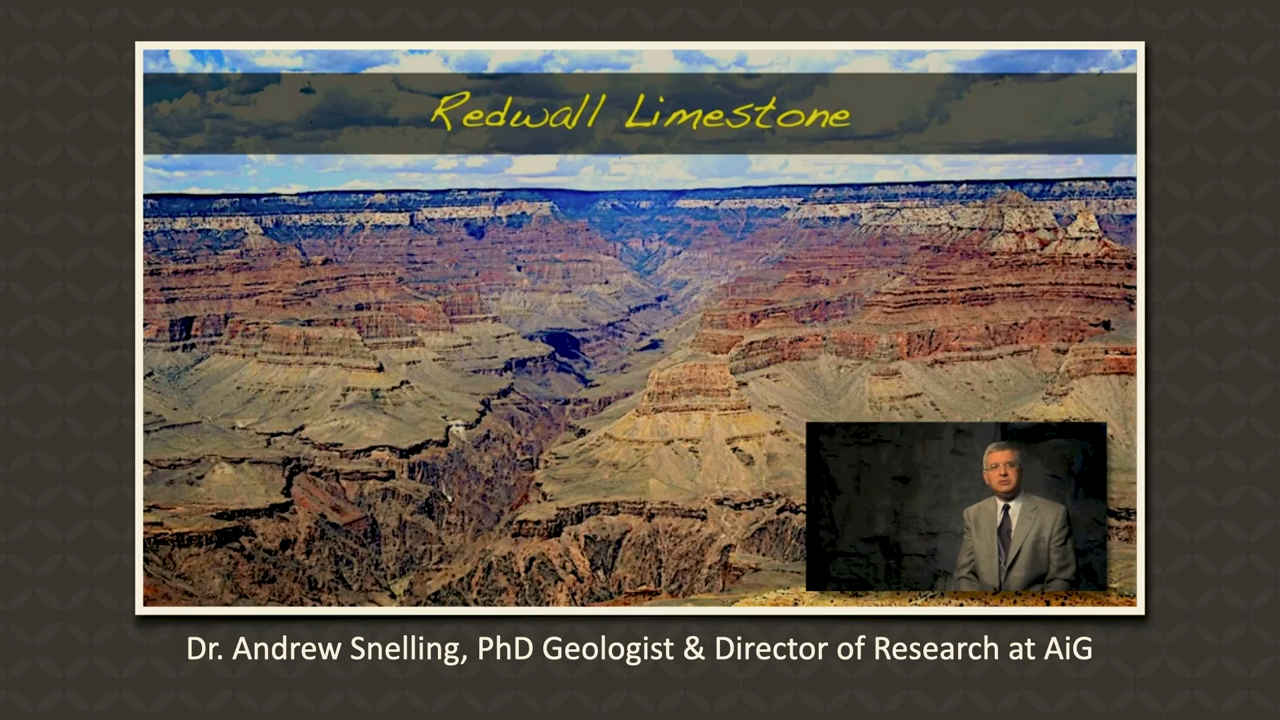 Redwall Limestone
Dr. Andrew Snelling, PhD Geologist & Director of Research at AiG